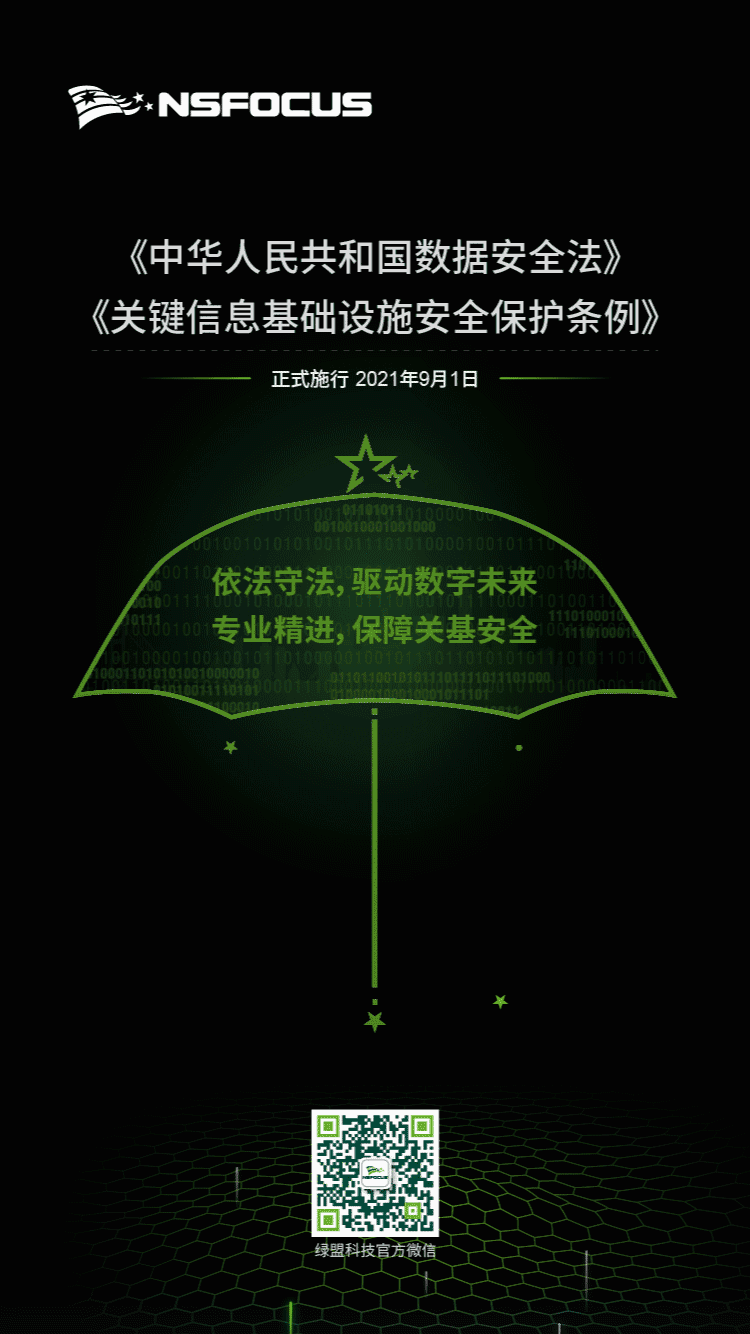 NSFOCUS
《中华人民共和国数据安全法》
《关键信息基础设施安全保护条例》
正式施行 2021年9月1日
依法守法，驱动数字未来
专业精进，保障关基安全
绿盟科技官方微信